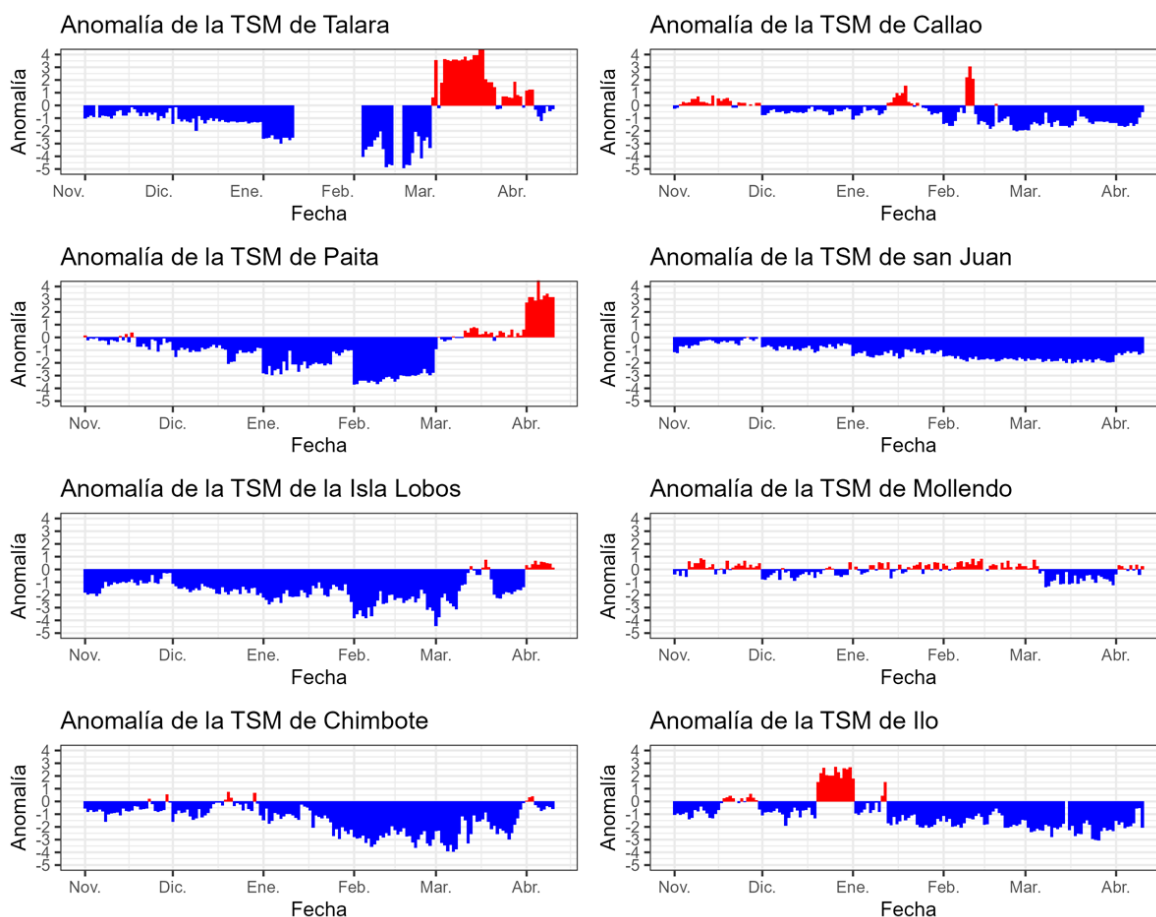 Anomalía de la TSM de Talara
Anomalía
4
3
2
1
0
-1
-2
-3
-4
-5
Nov. Dic. Ene. Feb. Mar. Abr.
Fecha
Anomalía de la TSM de Callao
Anomalía
4
3
2
1
0
-1
-2
-3
-4
-5
Nov. Dic. Ene. Feb. Mar. Abr.
Fecha
Anomalía de la TSM de Paita
Anomalía
4
3
2
1
0
-1
-2
-3
-4
-5
Nov. Dic. Ene. Feb. Mar. Abr.
Fecha
Anomalía de la TSM de san Juan
Anomalía
4
3
2
1
0
-1
-2
-3
-4
-5
Nov. Dic. Ene. Feb. Mar. Abr.
Fecha
Anomalía de la TSM de la Isla Lobos
Anomalía
4
3
2
1
0
-1
-2
-3
-4
-5
Nov. Dic. Ene. Feb. Mar. Abr.
Fecha
Anomalía de la TSM de Mollendo
Anomalía
4
3
2
1
0
-1
-2
-3
-4
-5
Nov. Dic. Ene. Feb. Mar. Abr.
Fecha
Anomalía de la TSM de Chimbote
Anomalía
4
3
2
1
0
-1
-2
-3
-4
-5
Nov. Dic. Ene. Feb. Mar. Abr.
Fecha
Anomalía de la TSM de Ilo
Anomalía
4
3
2
1
0
-1
-2
-3
-4
-5
Nov. Dic. Ene. Feb. Mar. Abr.
Fecha